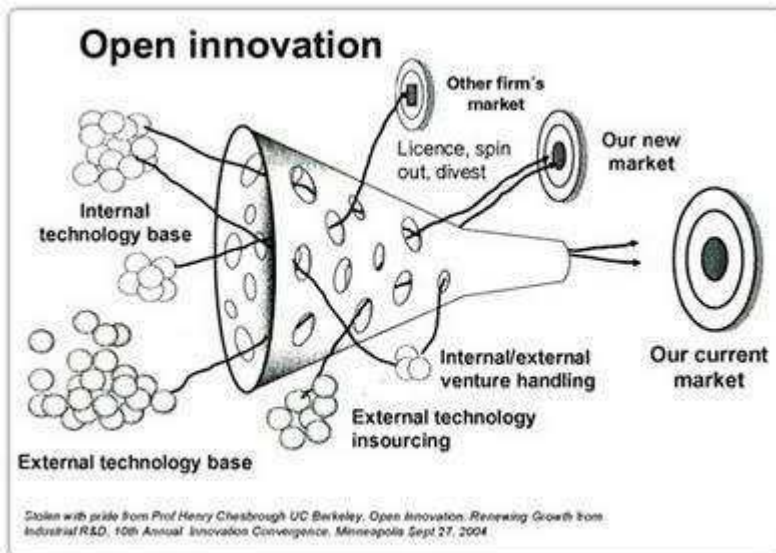 Open innovation
Other firm's
market
Licence, spin
out, divest
Our new
market
Internal
technology base
Our current
market
Internal/external
venture handling
External technology
insourcing
External technology base
Stolen with pride from Prof Henry Chesbrough UC Berkeley, Open Innovation: Renewing Growth from
Industrial R&D, 10th Annual Innovation Convergence, Minneapolis Sept 27, 2004